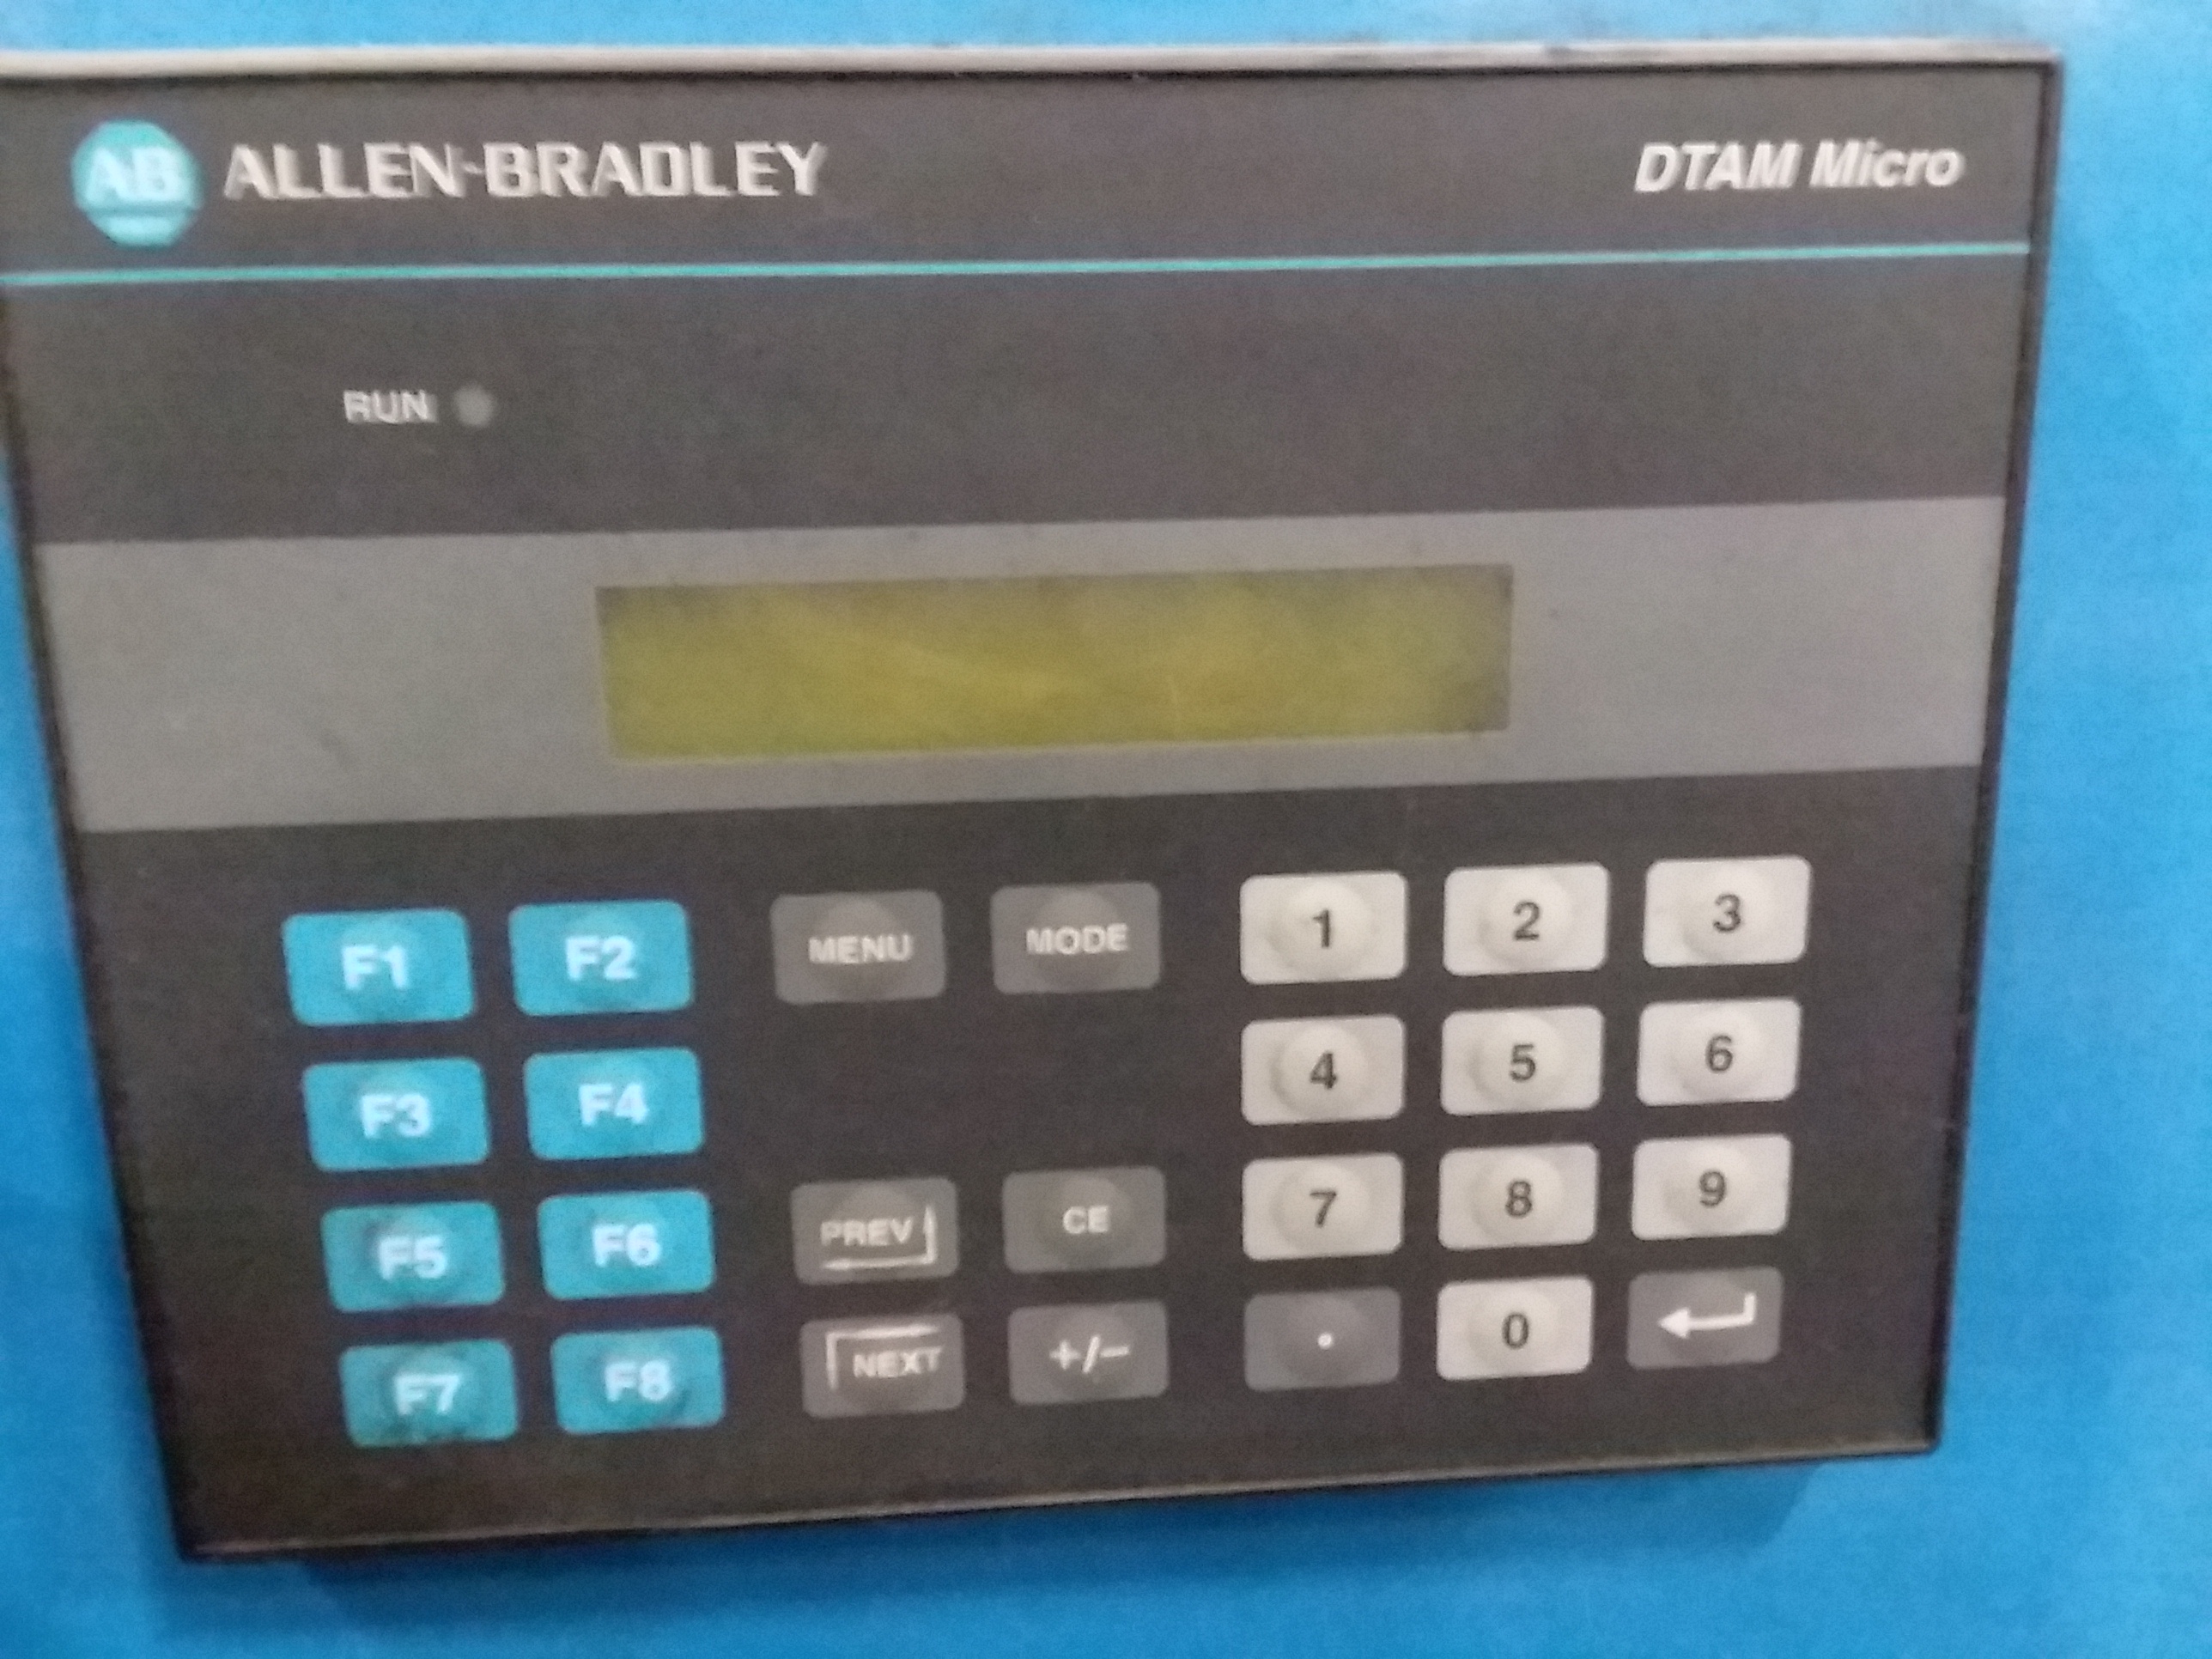 AB ALLEN-BRADLEY DTAM Micro
RUN
F1 F2 MENU MODE 1 2 3
F3 F4 4 5 6
F5 F6 PREV CE 7 8 9
F7 F8 NEXT +/- . 0